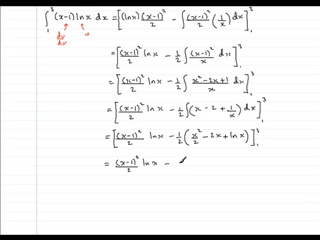 ∫₁³ (x-1) ln x dx = [(ln x) (x-1)²/2 - ∫ (x-1)²/2 (1/x) dx]₁³
dv/dx u
= [(x-1)²/2 ln x - 1/2 ∫ (x-1)²/x dx]₁³
= [(x-1)²/2 ln x - 1/2 ∫ x²-2x+1/x dx]₁³
= [(x-1)²/2 ln x - 1/2 ∫ (x - 2 + 1/x) dx]₁³
= [(x-1)²/2 ln x - 1/2 (x²/2 - 2x + ln x)]₁³
= (x-1)²/2 ln x -